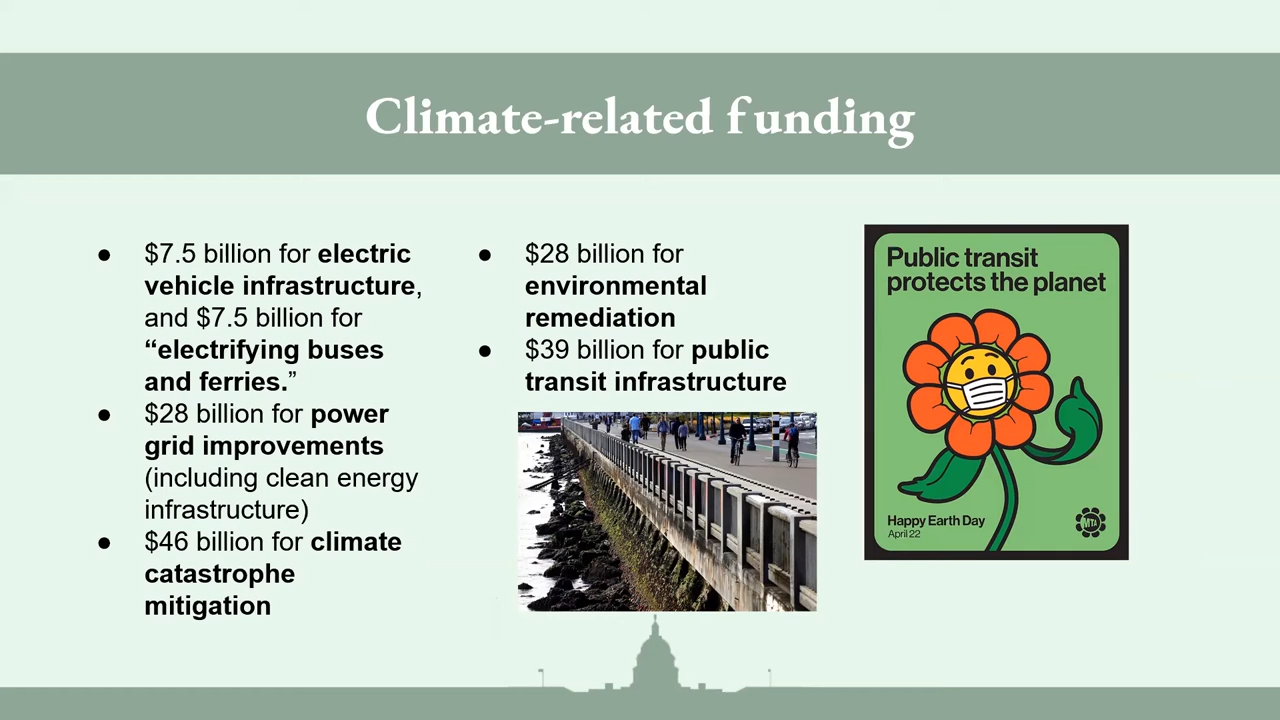 Climate-related funding
● $7.5 billion for electric
vehicle infrastructure,
and $7.5 billion for
“electrifying buses
and ferries.”
● $28 billion for power
grid improvements
(including clean energy
infrastructure)
● $46 billion for climate
catastrophe
mitigation
● $28 billion for
environmental
remediation
● $39 billion for public
transit infrastructure
Public transit
protects the planet
Happy Earth Day
April 22
MTA